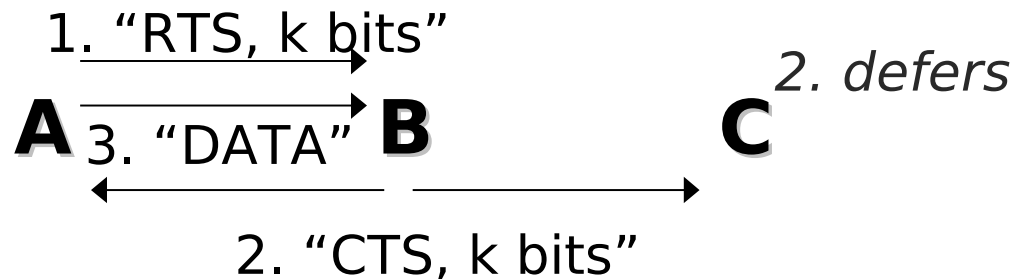 1. “RTS, k bits”
2. defers
A
B
C
3. “DATA”
2. “CTS, k bits”